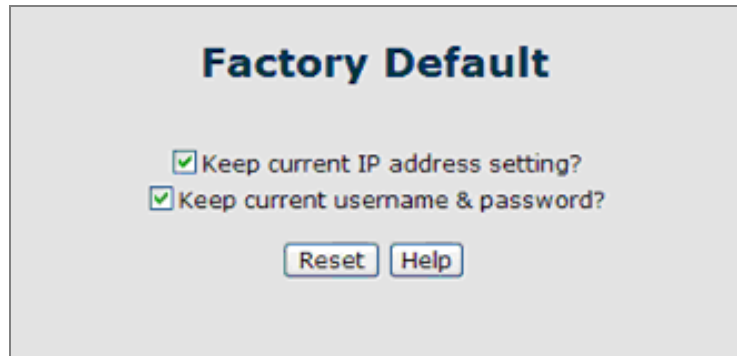 Factory Default
Keep current IP address setting?
Keep current username & password?
Reset Help